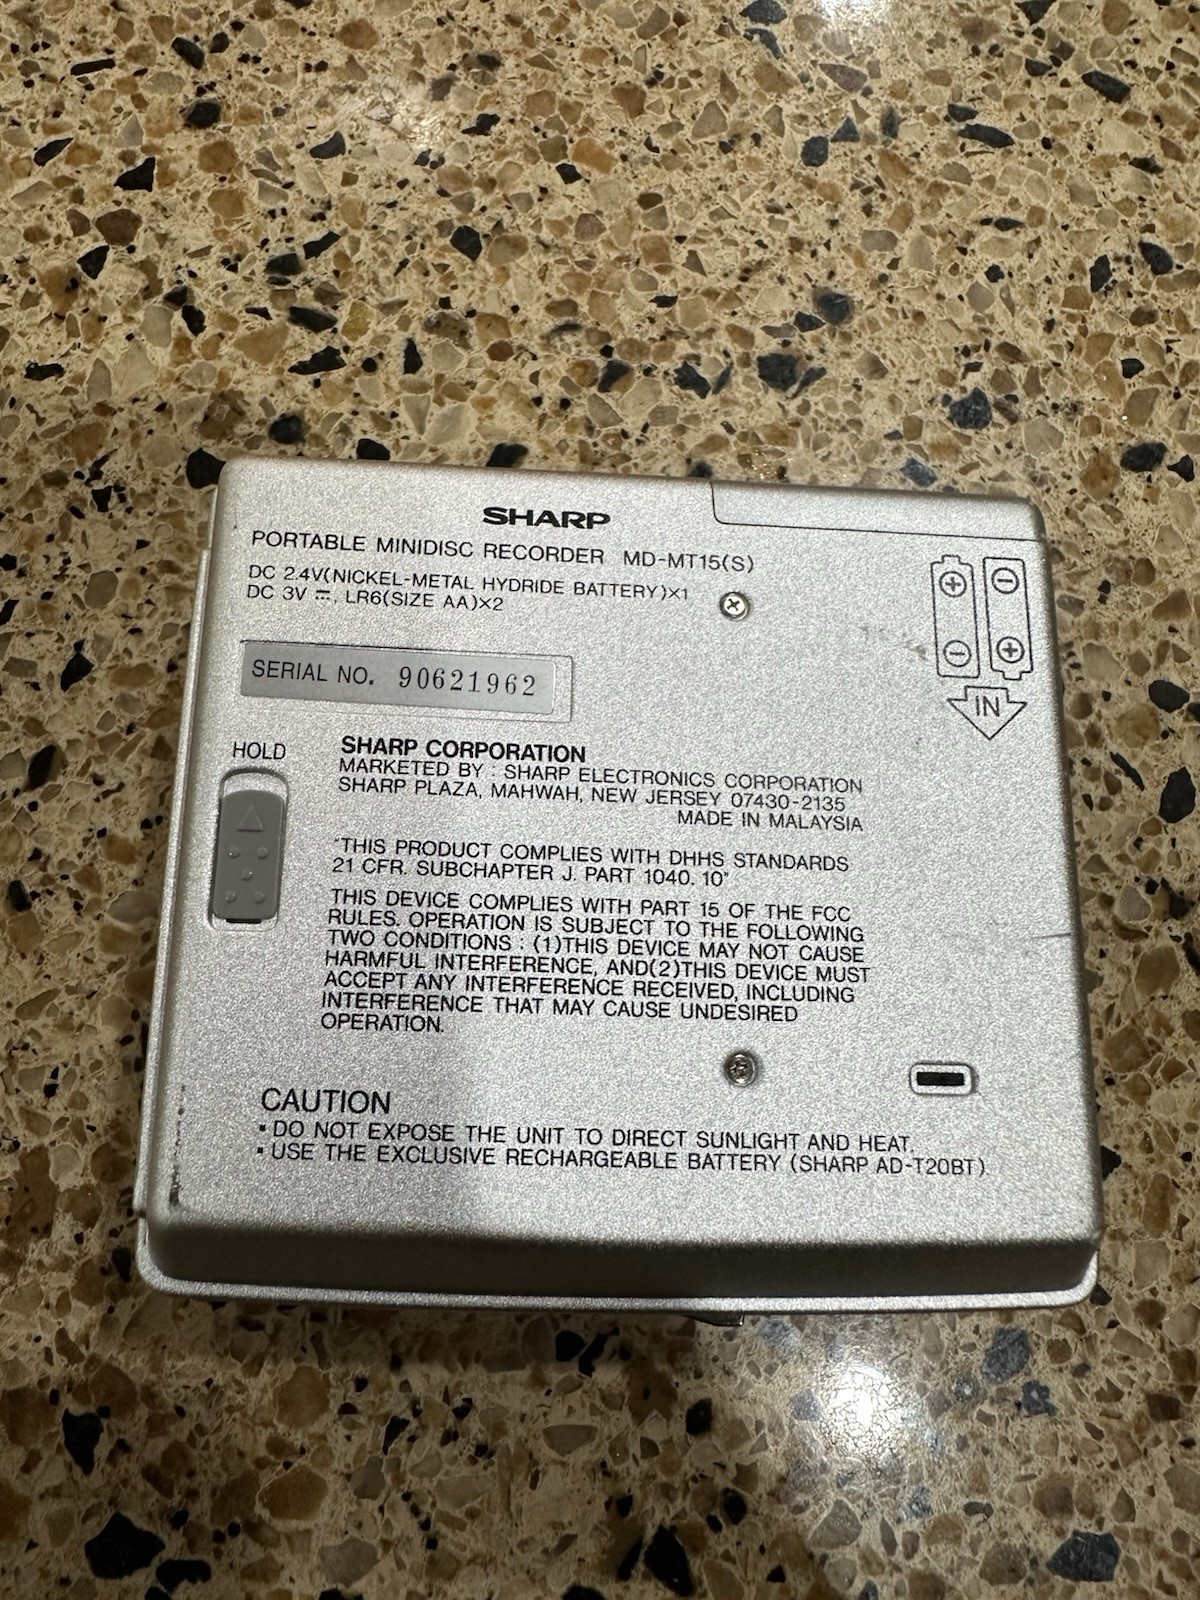 SHARP
PORTABLE MINIDISC RECORDER MD-MT15(S)
DC 2.4V(NICKEL-METAL HYDRIDE BATTERY)×1
DC 3V ⎓, LR6(SIZE AA)×2
SERIAL NO. 90621962
IN
HOLD
SHARP CORPORATION
MARKETED BY : SHARP ELECTRONICS CORPORATION
SHARP PLAZA, MAHWAH, NEW JERSEY 07430-2135
MADE IN MALAYSIA
"THIS PRODUCT COMPLIES WITH DHHS STANDARDS
21 CFR. SUBCHAPTER J. PART 1040. 10"
THIS DEVICE COMPLIES WITH PART 15 OF THE FCC
RULES. OPERATION IS SUBJECT TO THE FOLLOWING
TWO CONDITIONS : (1)THIS DEVICE MAY NOT CAUSE
HARMFUL INTERFERENCE, AND(2)THIS DEVICE MUST
ACCEPT ANY INTERFERENCE RECEIVED, INCLUDING
INTERFERENCE THAT MAY CAUSE UNDESIRED
OPERATION.
CAUTION
▪ DO NOT EXPOSE THE UNIT TO DIRECT SUNLIGHT AND HEAT.
▪ USE THE EXCLUSIVE RECHARGEABLE BATTERY (SHARP AD-T20BT)